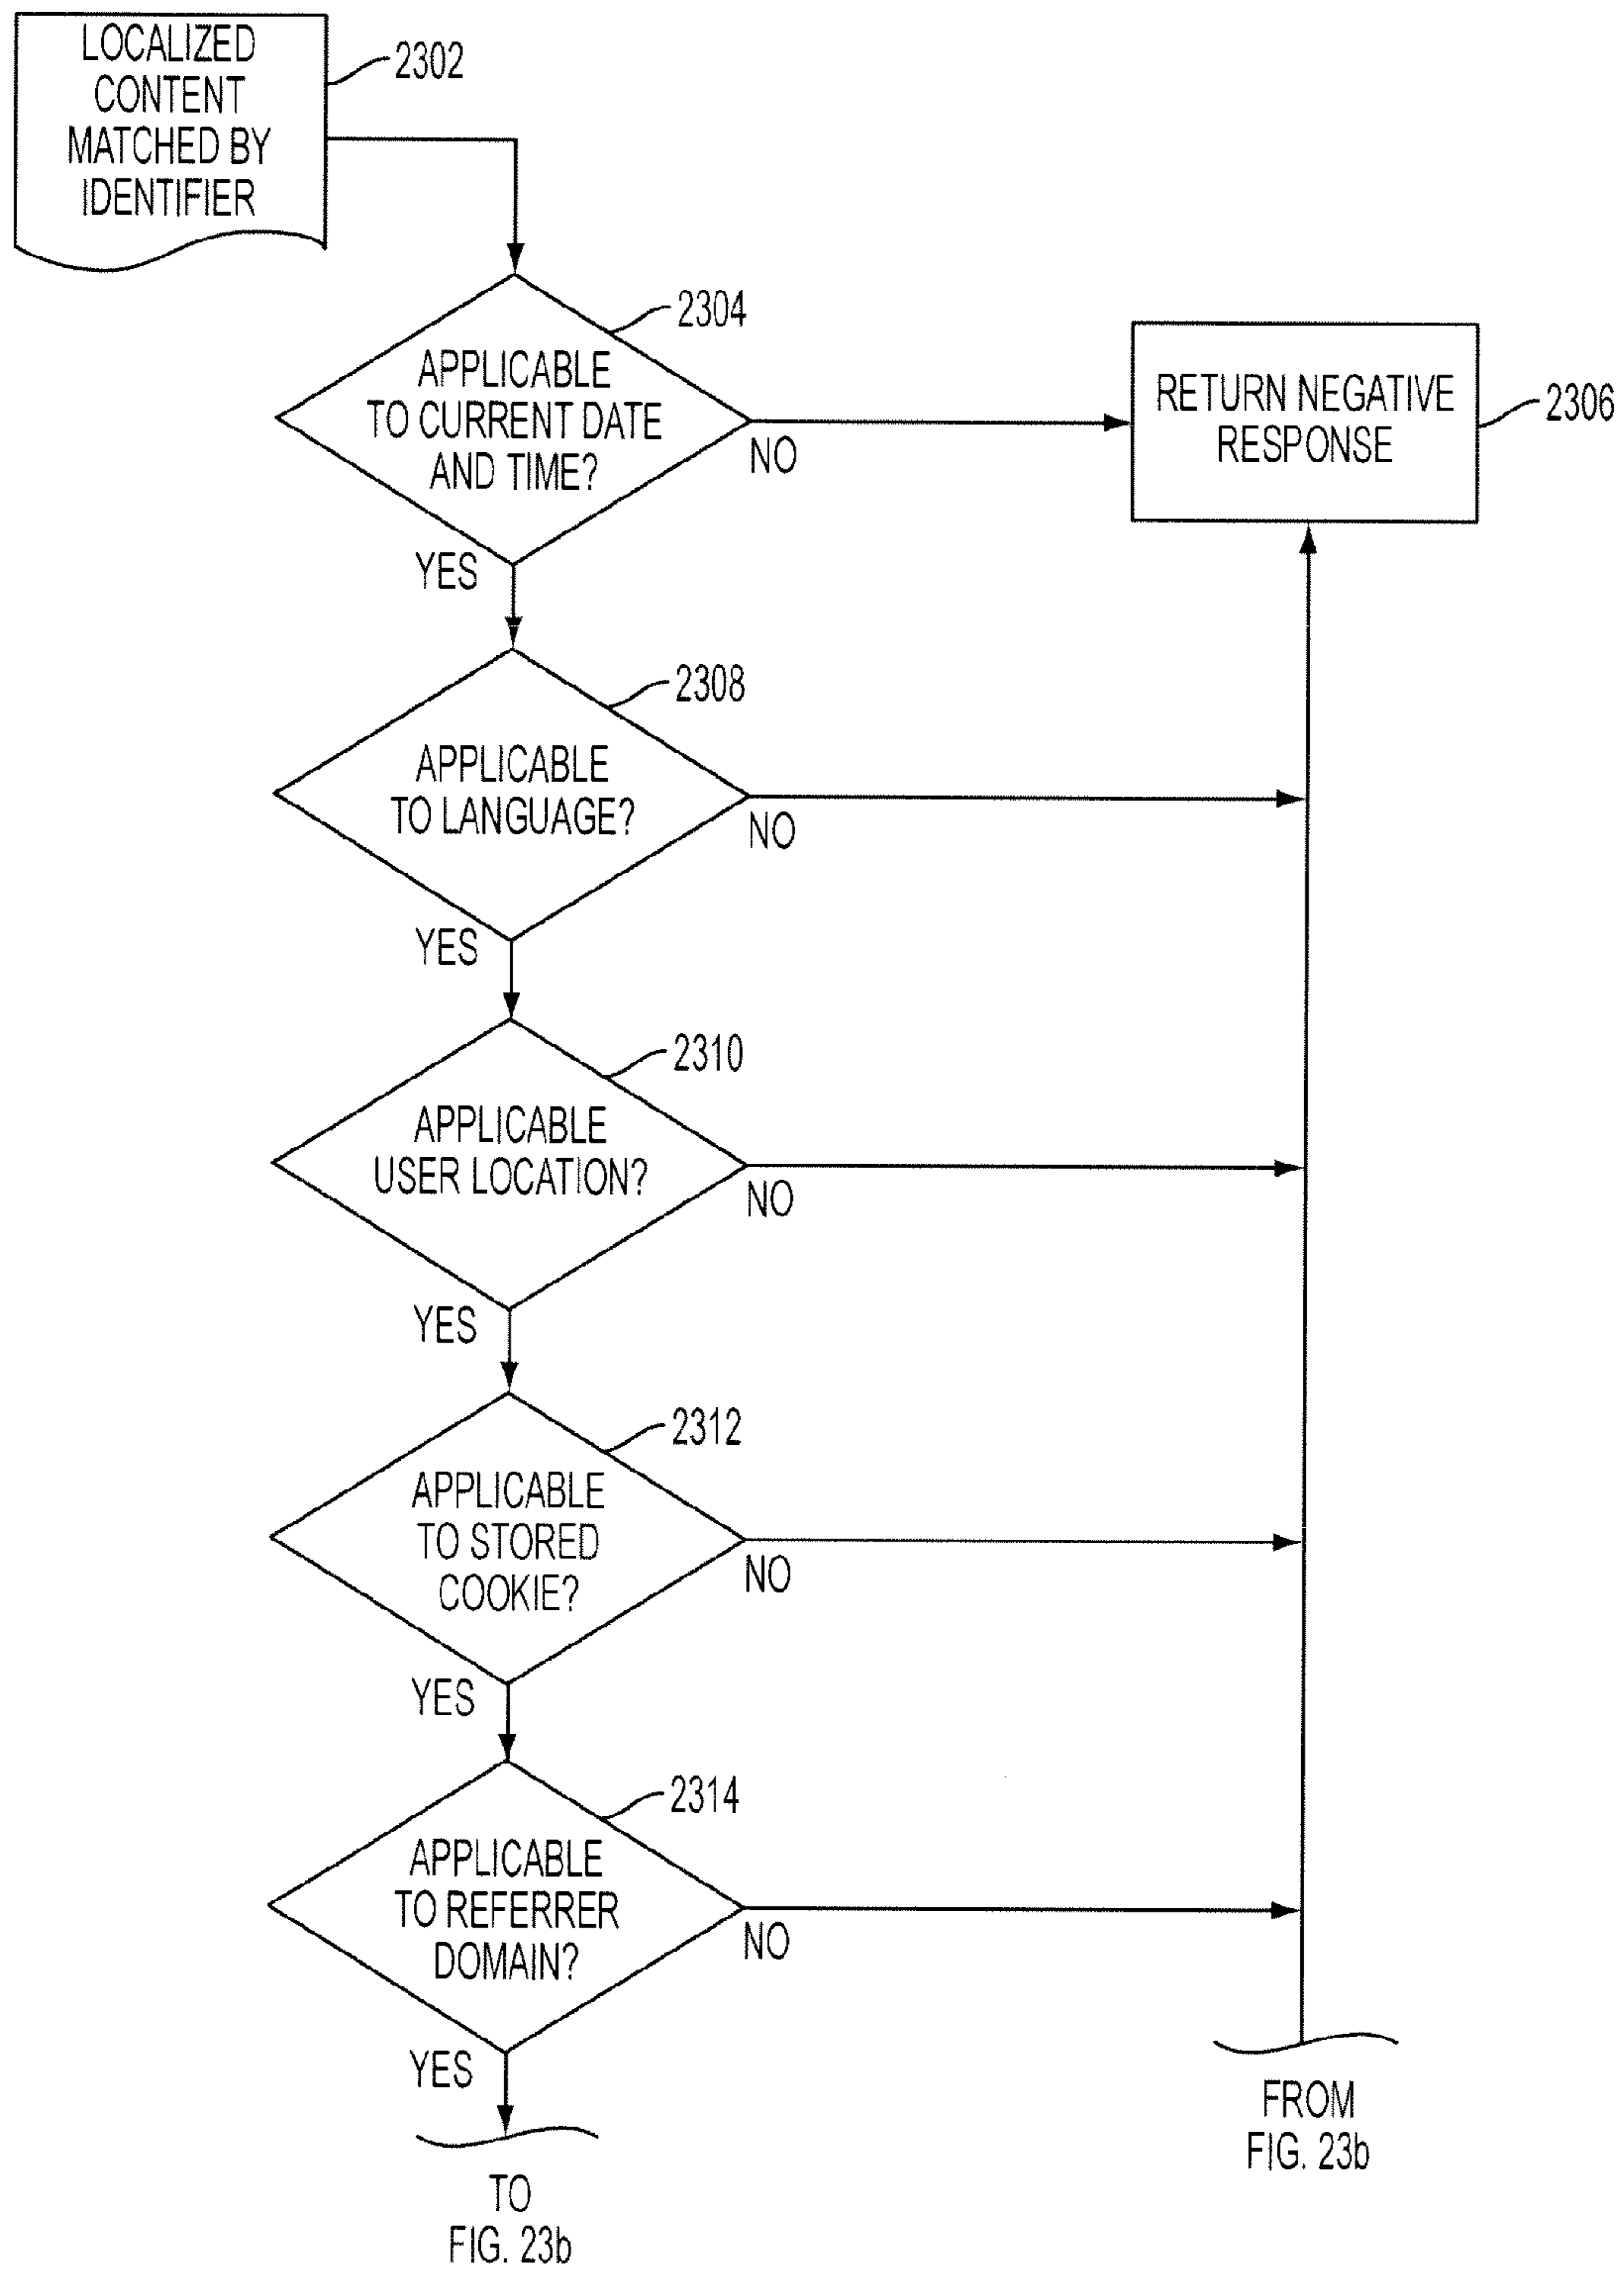 LOCALIZED
CONTENT
MATCHED BY
IDENTIFIER
2302
2304
APPLICABLE
TO CURRENT DATE
AND TIME?
NO
YES
RETURN NEGATIVE
RESPONSE
2306
2308
APPLICABLE
TO LANGUAGE?
NO
YES
2310
APPLICABLE
USER LOCATION?
NO
YES
2312
APPLICABLE
TO STORED
COOKIE?
NO
YES
2314
APPLICABLE
TO REFERRER
DOMAIN?
NO
YES
TO
FIG. 23b
FROM
FIG. 23b